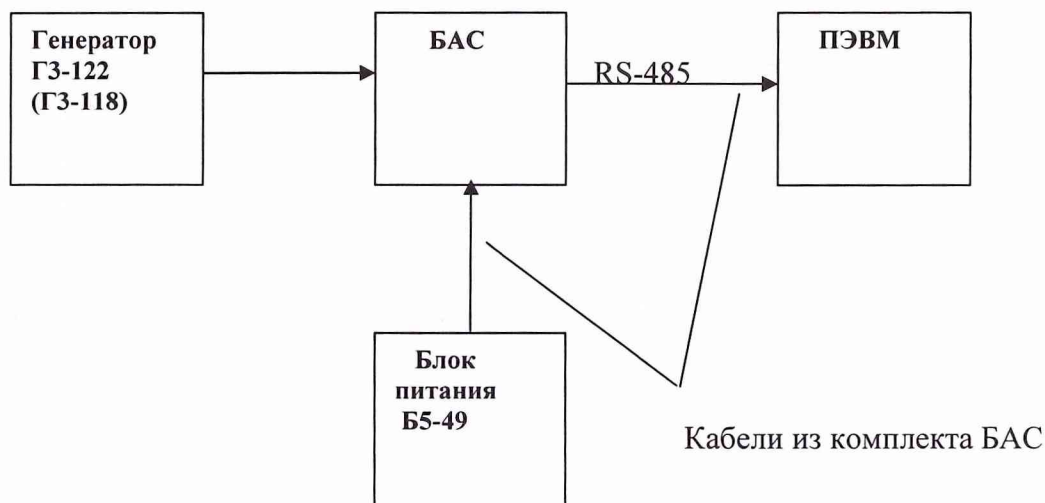 Генератор
Г3-122
(Г3-118)
БАС
RS-485
ПЭВМ
Блок
питания
Б5-49
Кабели из комплекта БАС